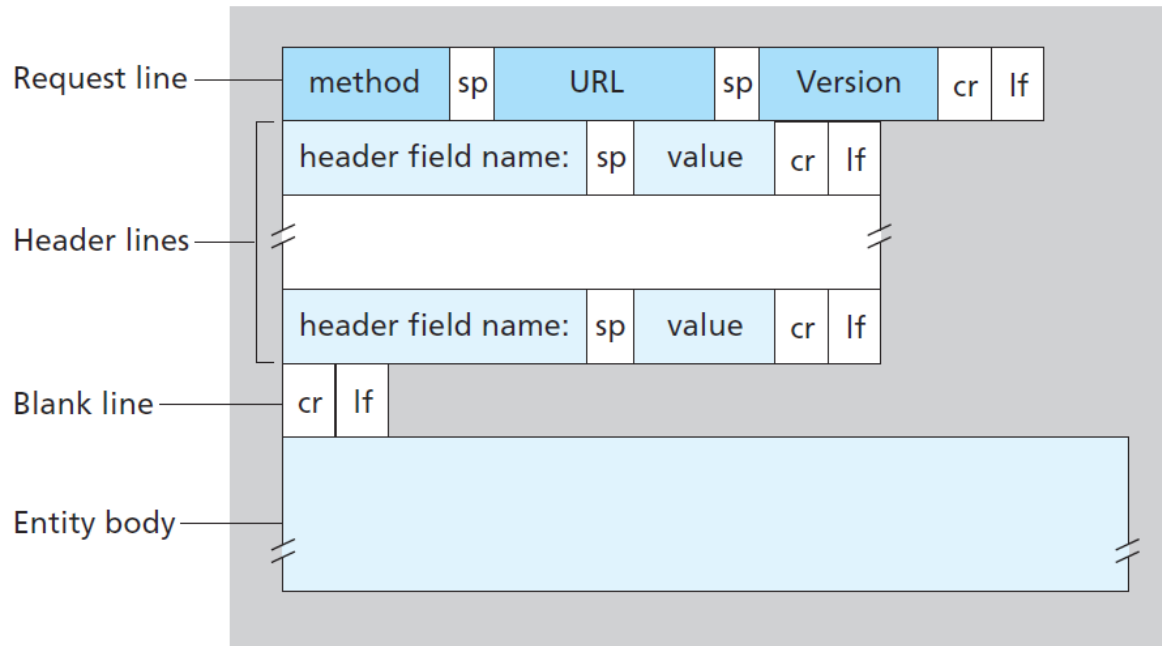 Request line method sp URL sp Version cr lf
header field name: sp value cr lf
Header lines
header field name: sp value cr lf
Blank line cr lf
Entity body